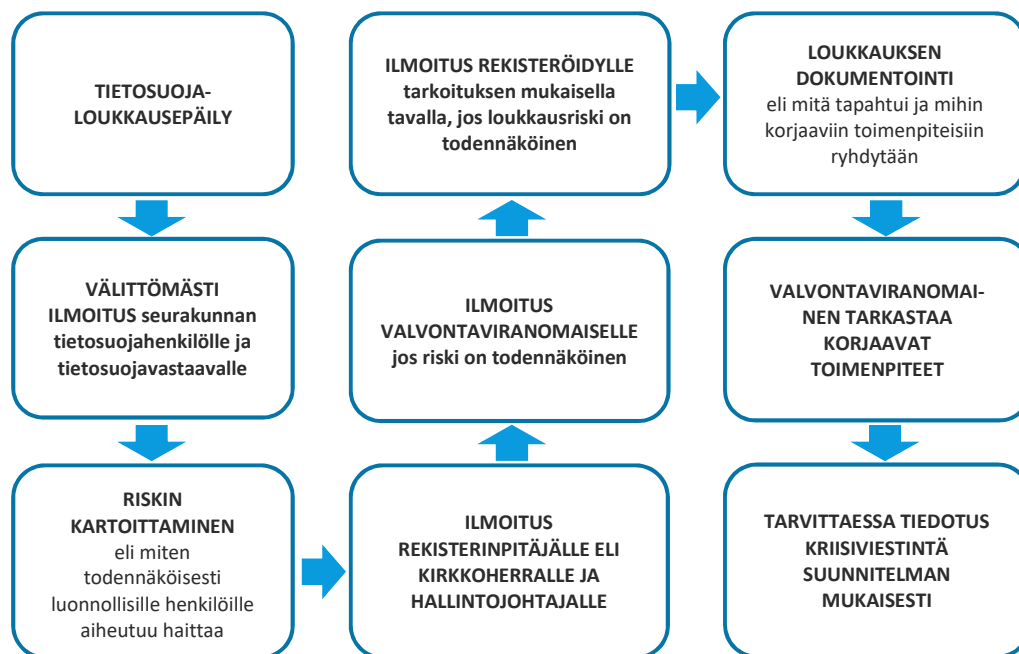 TIETOSUOJA-
LOUKKAUSEPÄILY
VÄLITTÖMÄSTI
ILMOITUS seurakunnan
tietosuojahenkilölle ja
tietosuojavastaavalle
RISKIN
KARTOITTAMINEN
eli miten
todennäköisesti
luonnollisille henkilöille
aiheutuu haittaa
ILMOITUS
REKISTERINPITÄJÄLLE ELI
KIRKKOHERRALLE JA
HALLINTOJOHTAJALLE
ILMOITUS
VALVONTAVIRANOMAISELLE
jos riski on todennäköinen
ILMOITUS REKISTERÖIDYLLE
tarkoituksen mukaisella
tavalla, jos loukkausriski on
todennäköinen
LOUKKAUKSEN
DOKUMENTOINTI
eli mitä tapahtui ja mihin
korjaaviin toimenpiteisiin
ryhdytään
VALVONTAVIRANOMAI-
NEN TARKASTAA
KORJAAVAT
TOIMENPITEET
TARVITTAESSA TIEDOTUS
KRIISIVIESTINTÄ
SUUNNITELMAN
MUKAISESTI